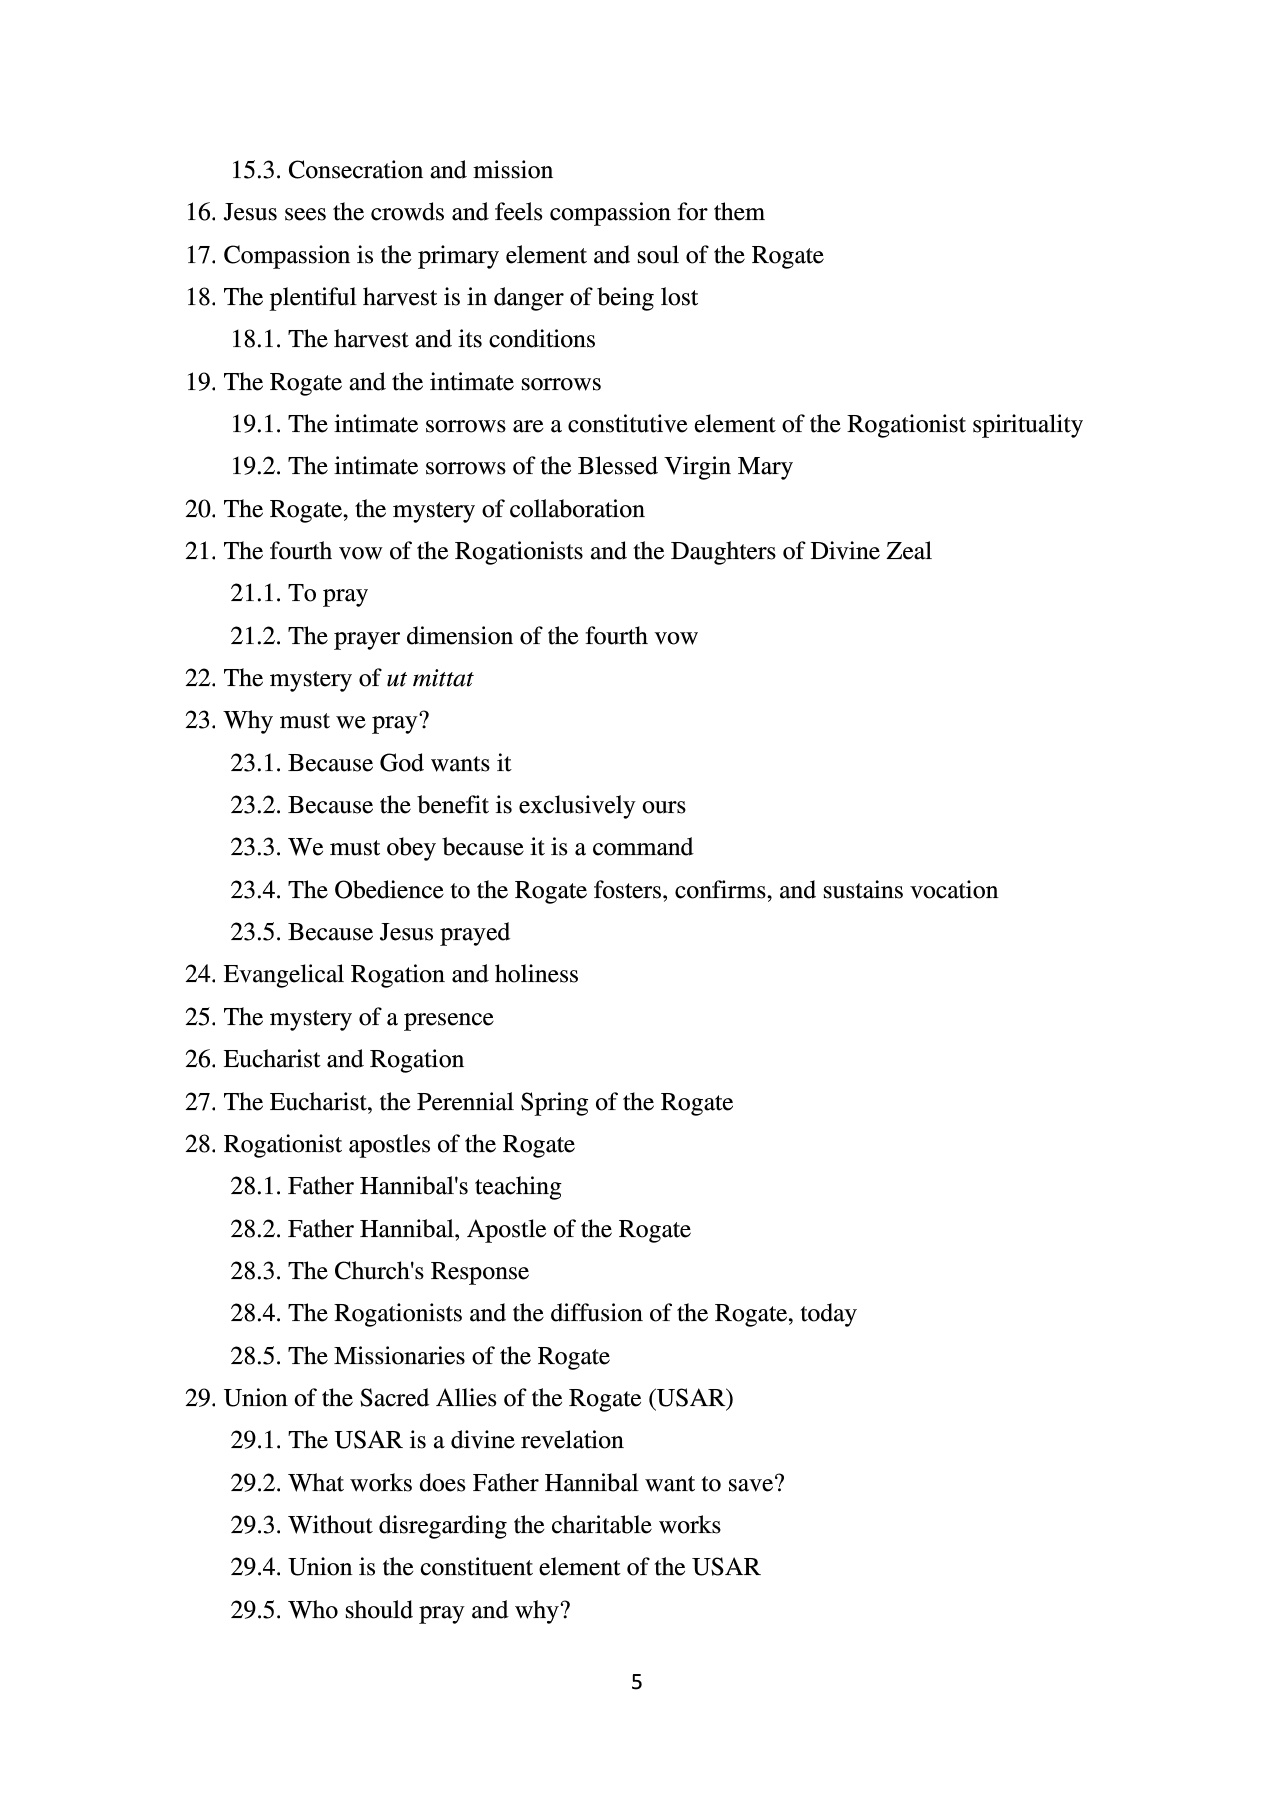 15.3. Consecration and mission
16. Jesus sees the crowds and feels compassion for them
17. Compassion is the primary element and soul of the Rogate
18. The plentiful harvest is in danger of being lost
18.1. The harvest and its conditions
19. The Rogate and the intimate sorrows
19.1. The intimate sorrows are a constitutive element of the Rogationist spirituality
19.2. The intimate sorrows of the Blessed Virgin Mary
20. The Rogate, the mystery of collaboration
21. The fourth vow of the Rogationists and the Daughters of Divine Zeal
21.1. To pray
21.2. The prayer dimension of the fourth vow
22. The mystery of ut mittat
23. Why must we pray?
23.1. Because God wants it
23.2. Because the benefit is exclusively ours
23.3. We must obey because it is a command
23.4. The Obedience to the Rogate fosters, confirms, and sustains vocation
23.5. Because Jesus prayed
24. Evangelical Rogation and holiness
25. The mystery of a presence
26. Eucharist and Rogation
27. The Eucharist, the Perennial Spring of the Rogate
28. Rogationist apostles of the Rogate
28.1. Father Hannibal's teaching
28.2. Father Hannibal, Apostle of the Rogate
28.3. The Church's Response
28.4. The Rogationists and the diffusion of the Rogate, today
28.5. The Missionaries of the Rogate
29. Union of the Sacred Allies of the Rogate (USAR)
29.1. The USAR is a divine revelation
29.2. What works does Father Hannibal want to save?
29.3. Without disregarding the charitable works
29.4. Union is the constituent element of the USAR
29.5. Who should pray and why?
5